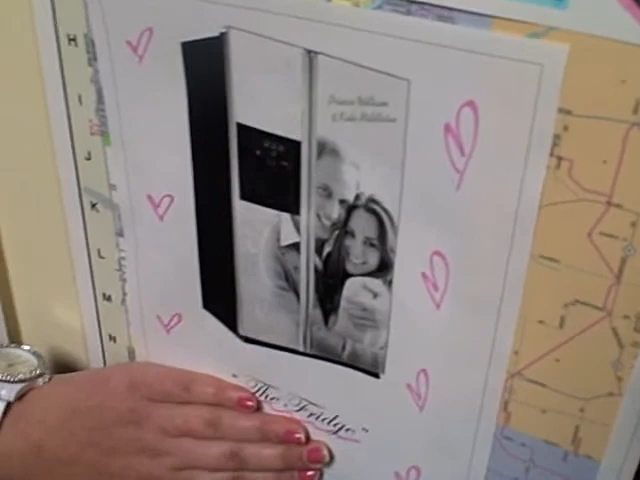 Prince William
& Kate Middleton
"The Fridge"
H
I
J
K
L
M
N